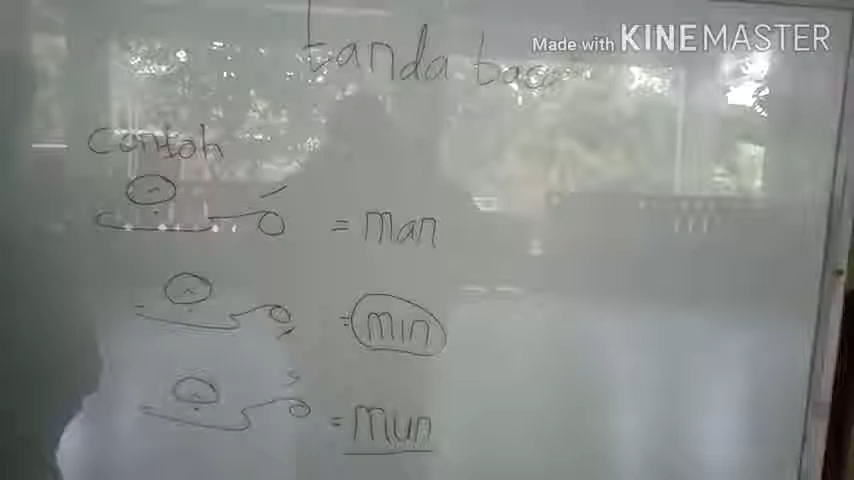 Made with KINEMASTER
tanda baca
Contoh
مَنْ = man
مِنْ = min
مُنْ = mun